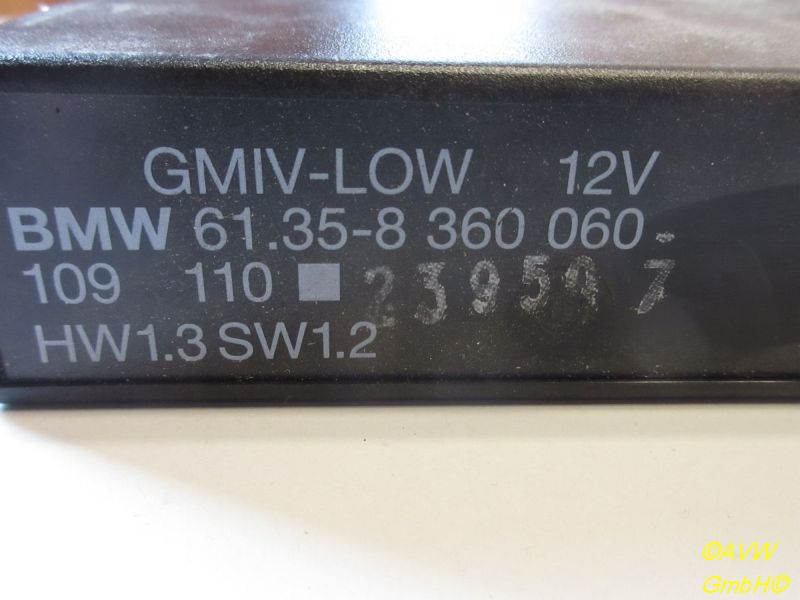 GMIV-LOW 12V
BMW 61.35-8 360 060.
109 110 ■ 239597
HW1.3 SW1.2
©AVW
GmbH©